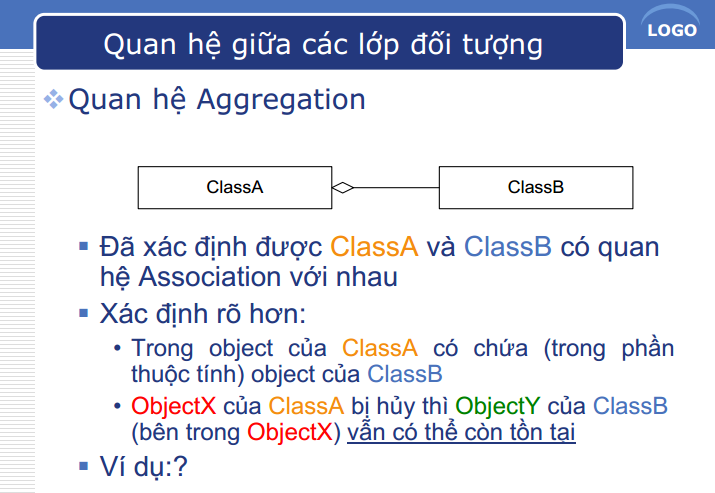 Quan hệ giữa các lớp đối tượng
LOGO
Quan hệ Aggregation
ClassA
ClassB
Đã xác định được ClassA và ClassB có quan
hệ Association với nhau
Xác định rõ hơn:
Trong object của ClassA có chứa (trong phần
thuộc tính) object của ClassB
ObjectX của ClassA bị hủy thì ObjectY của ClassB
(bên trong ObjectX) vẫn có thể còn tồn tại
Ví dụ:?